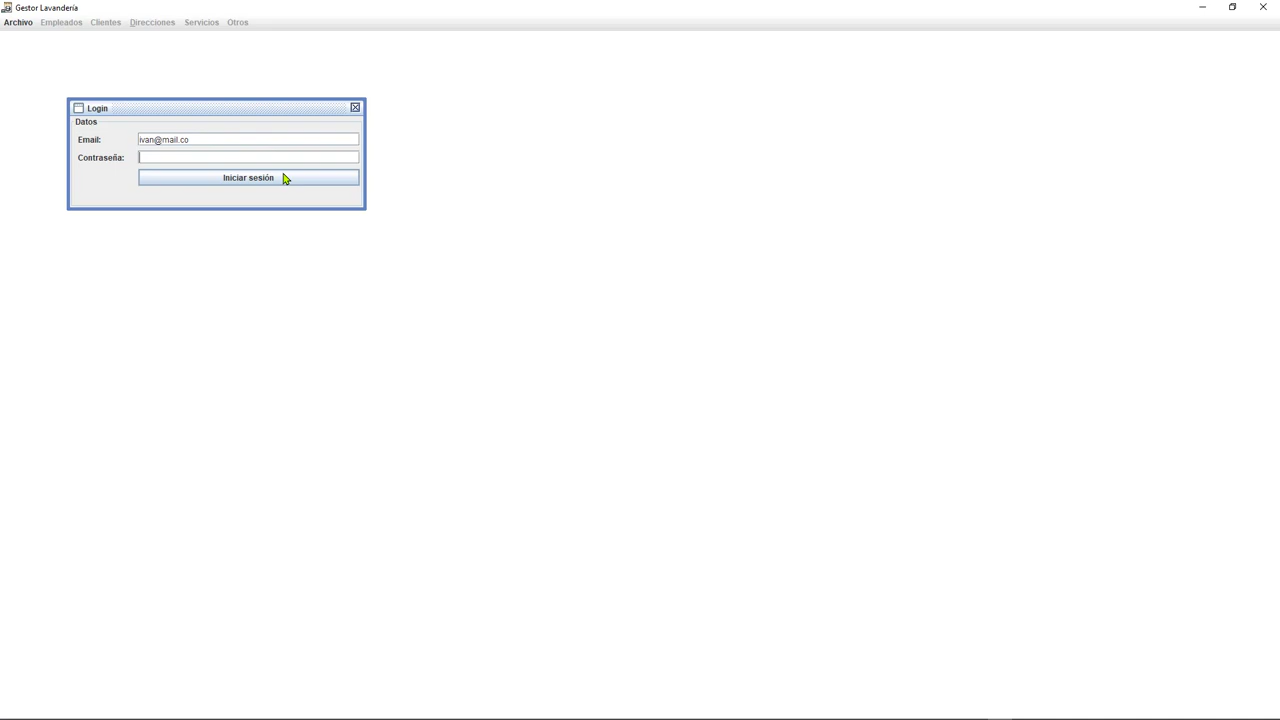 Gestor Lavandería
Archivo Empleados Clientes Direcciones Servicios Otros
Login
Datos
Email: ivan@mail.co
Contraseña:
Iniciar sesión